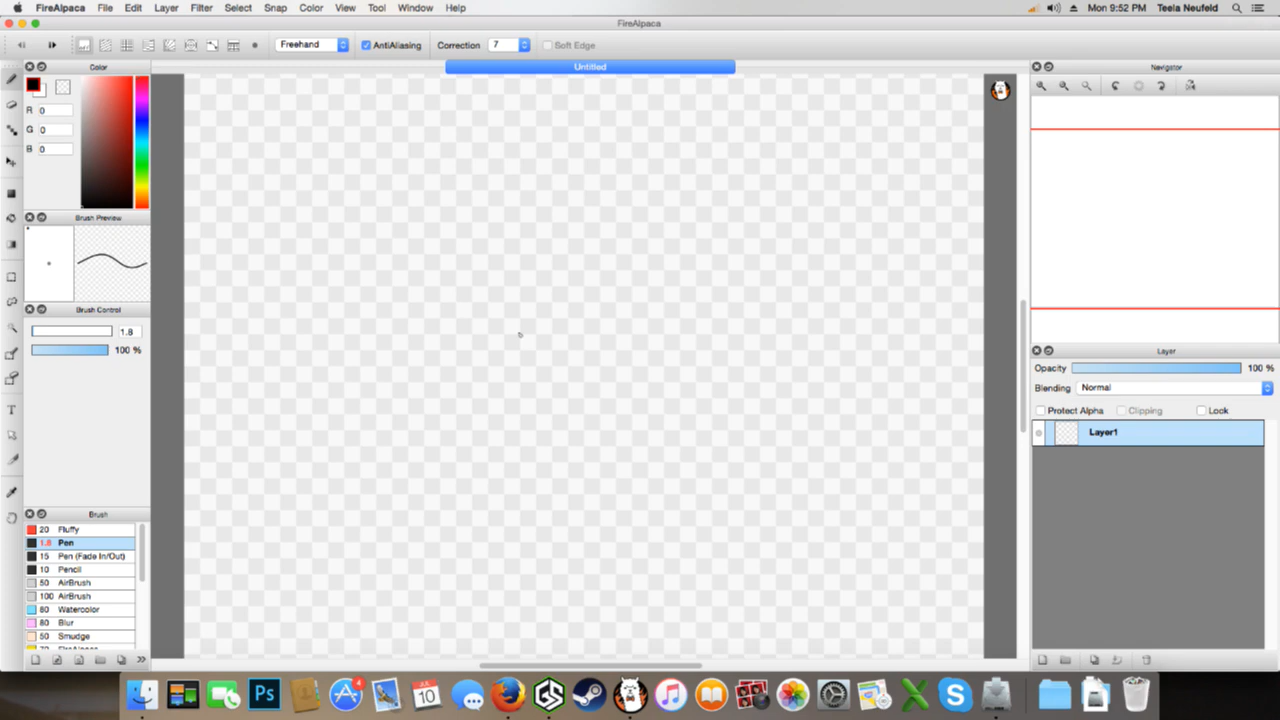 FireAlpaca File Edit Layer Filter Select Snap Color View Tool Window Help Mon 9:52 PM Teela Neufeld
FireAlpaca
Freehand AntiAliasing Correction 7 Soft Edge
Color
Untitled
Navigator
R 0
G 0
B 0
Brush Preview
Brush Control
1.8
100 %
Layer
Opacity 100 %
Blending Normal
Protect Alpha Clipping Lock
Layer1
Brush
20 Fluffy
1.8 Pen
15 Pen (Fade In/Out)
10 Pencil
50 AirBrush
100 AirBrush
80 Watercolor
80 Blur
50 Smudge
Ps
4
JUL
10